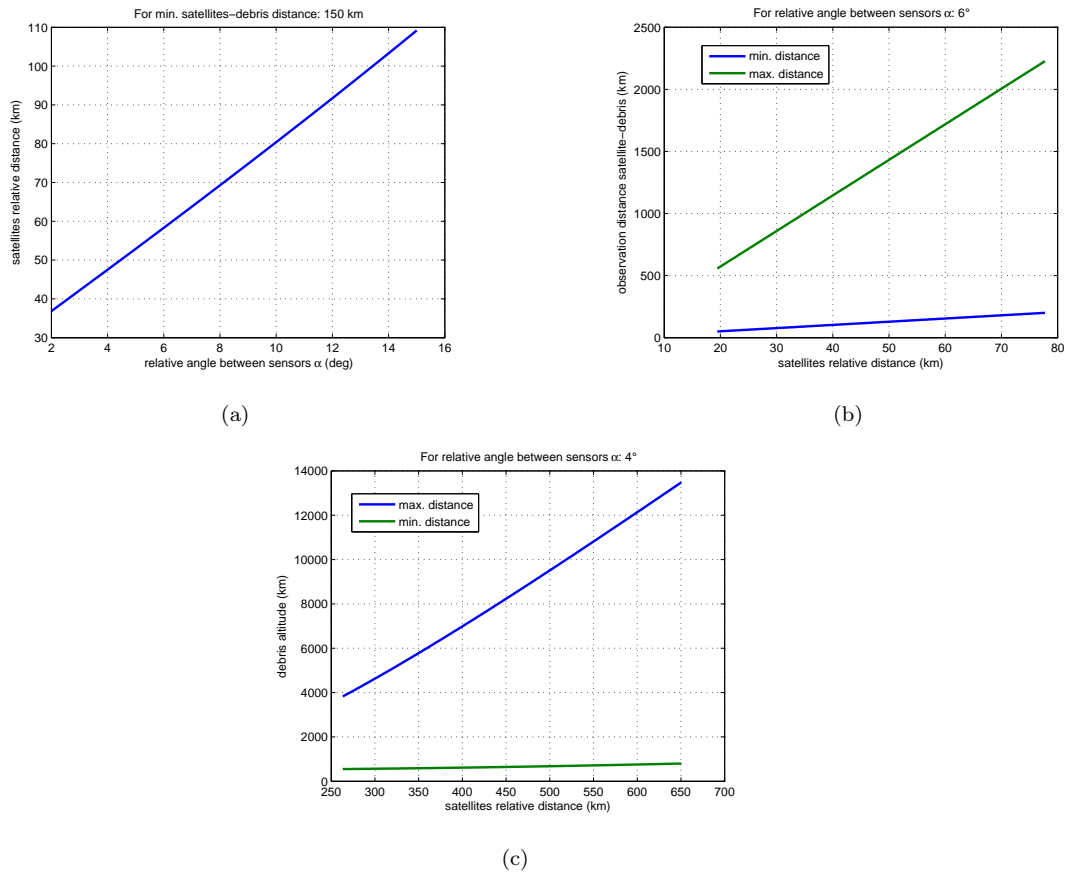 For min. satellites−debris distance: 150 km
110
100
90
80
70
60
50
40
30
2 4 6 8 10 12 14 16
satellites relative distance (km)
relative angle between sensors α (deg)
(a)
For relative angle between sensors α: 6°
min. distance
max. distance
2500
2000
1500
1000
500
0
10 20 30 40 50 60 70 80
observation distance satellite−debris (km)
satellites relative distance (km)
(b)
For relative angle between sensors α: 4°
max. distance
min. distance
14000
12000
10000
8000
6000
4000
2000
0
250 300 350 400 450 500 550 600 650 700
debris altitude (km)
satellites relative distance (km)
(c)